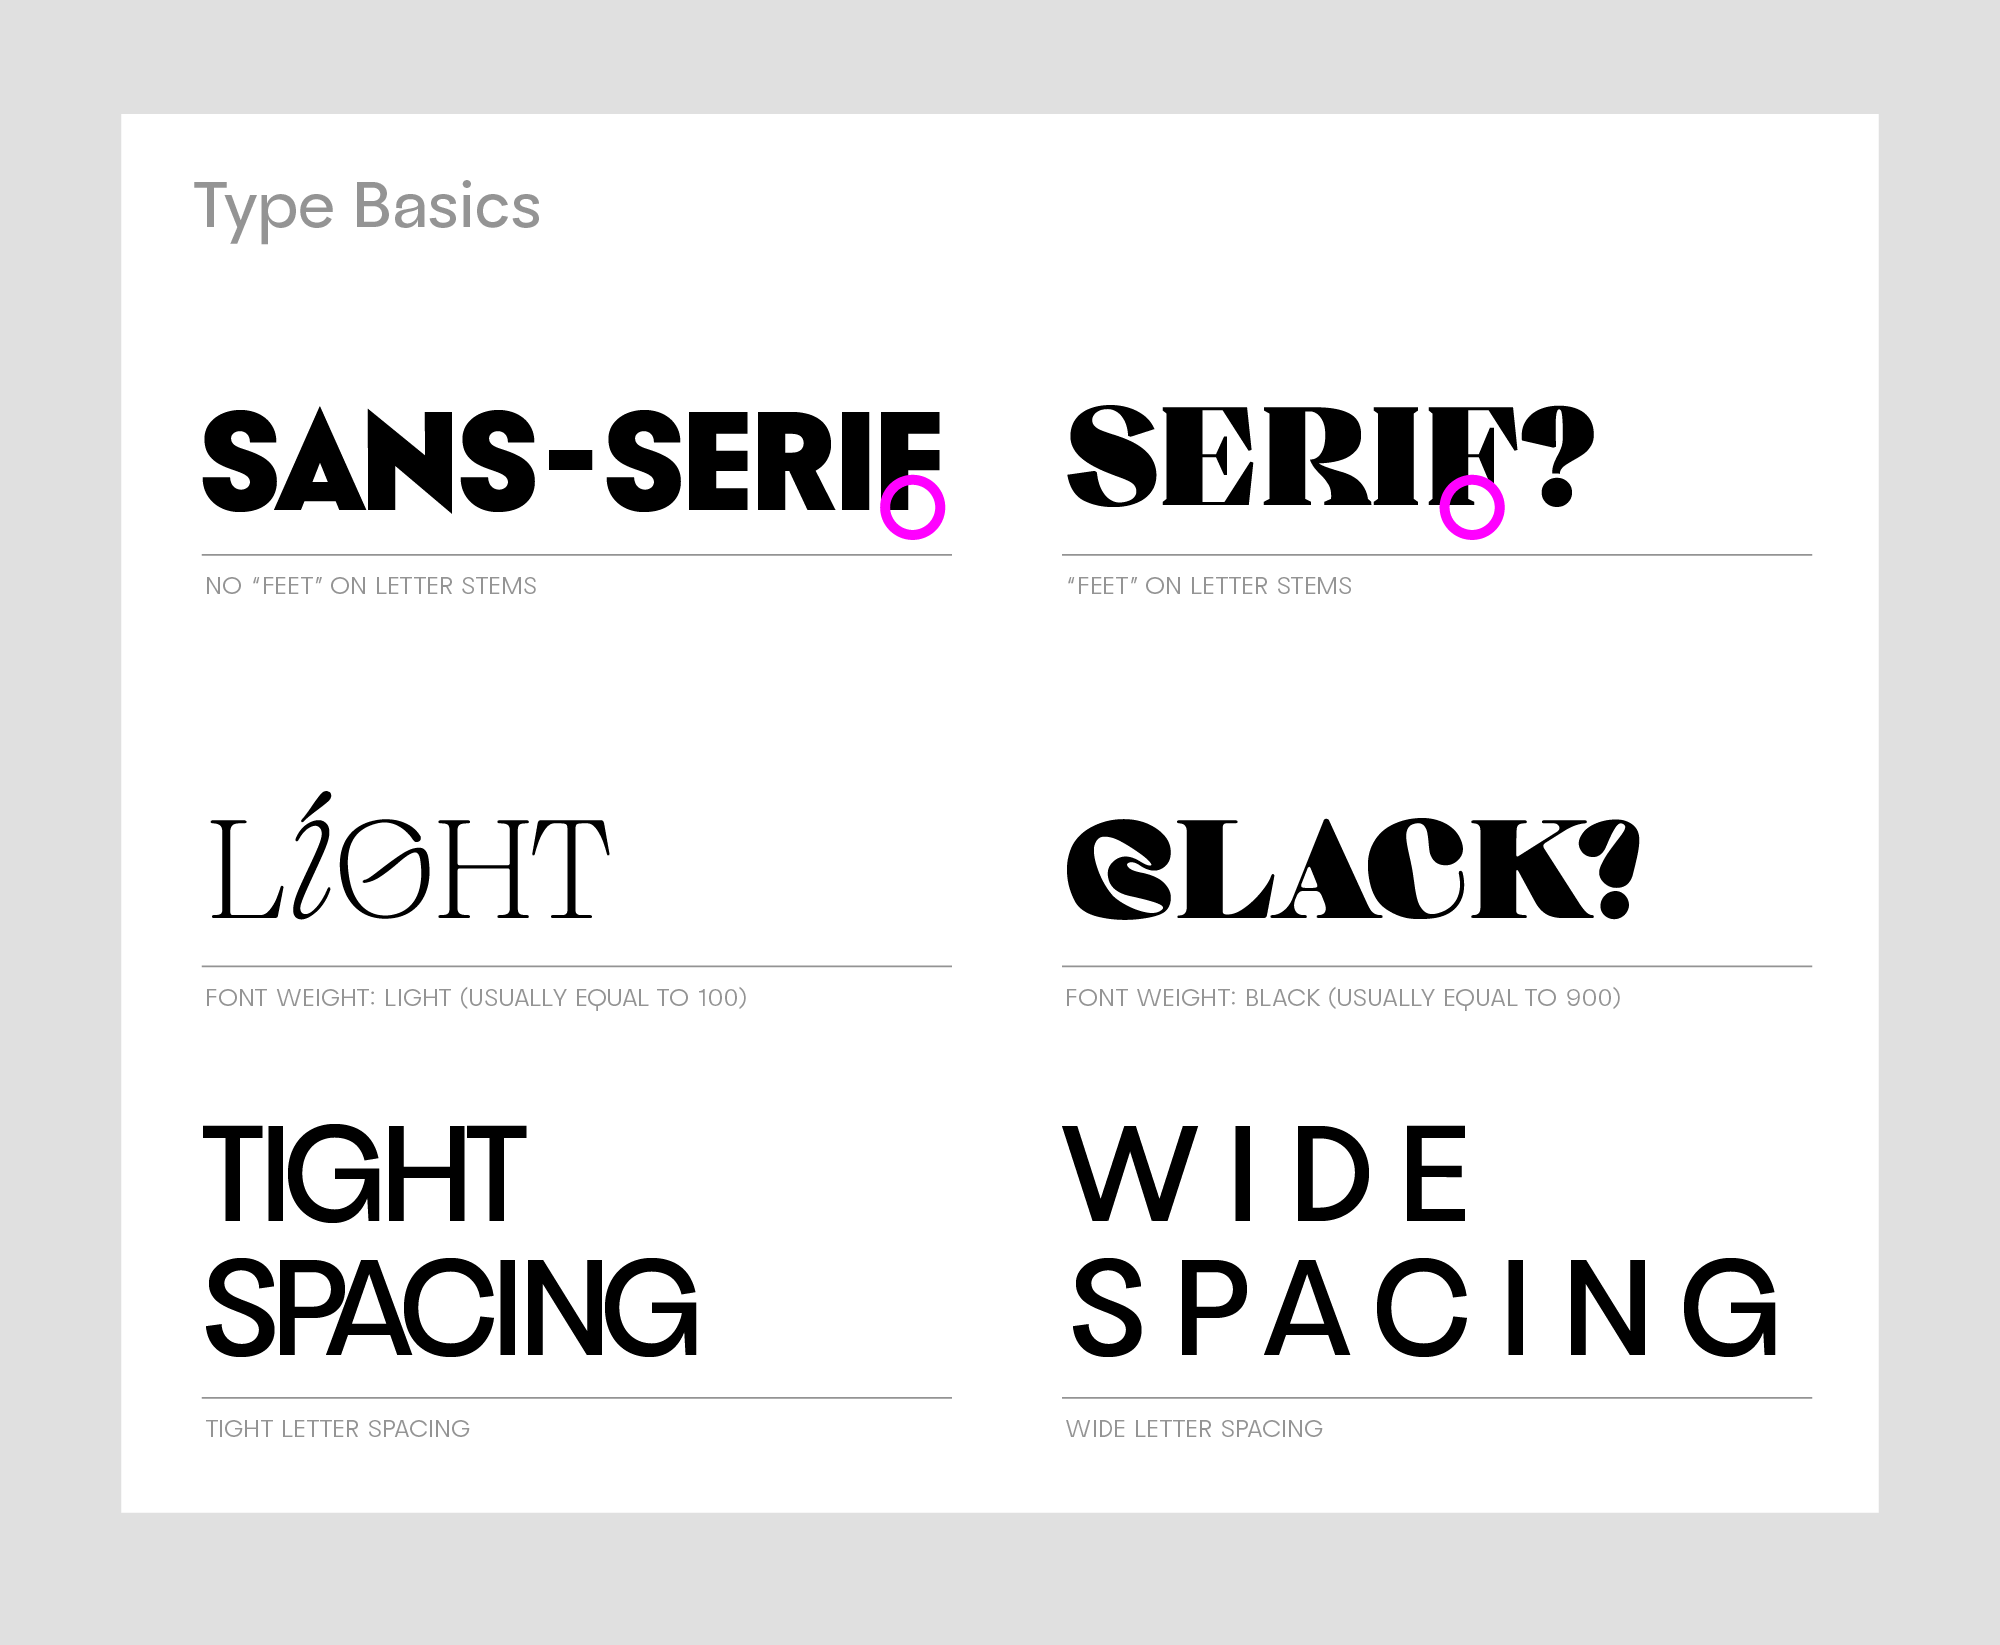 Type Basics
SANS-SERIF
SERIF?
NO “FEET” ON LETTER STEMS
“FEET” ON LETTER STEMS
LiGHT
BLACK?
FONT WEIGHT: LIGHT (USUALLY EQUAL TO 100)
FONT WEIGHT: BLACK (USUALLY EQUAL TO 900)
TIGHT
SPACING
WIDE
SPACING
TIGHT LETTER SPACING
WIDE LETTER SPACING